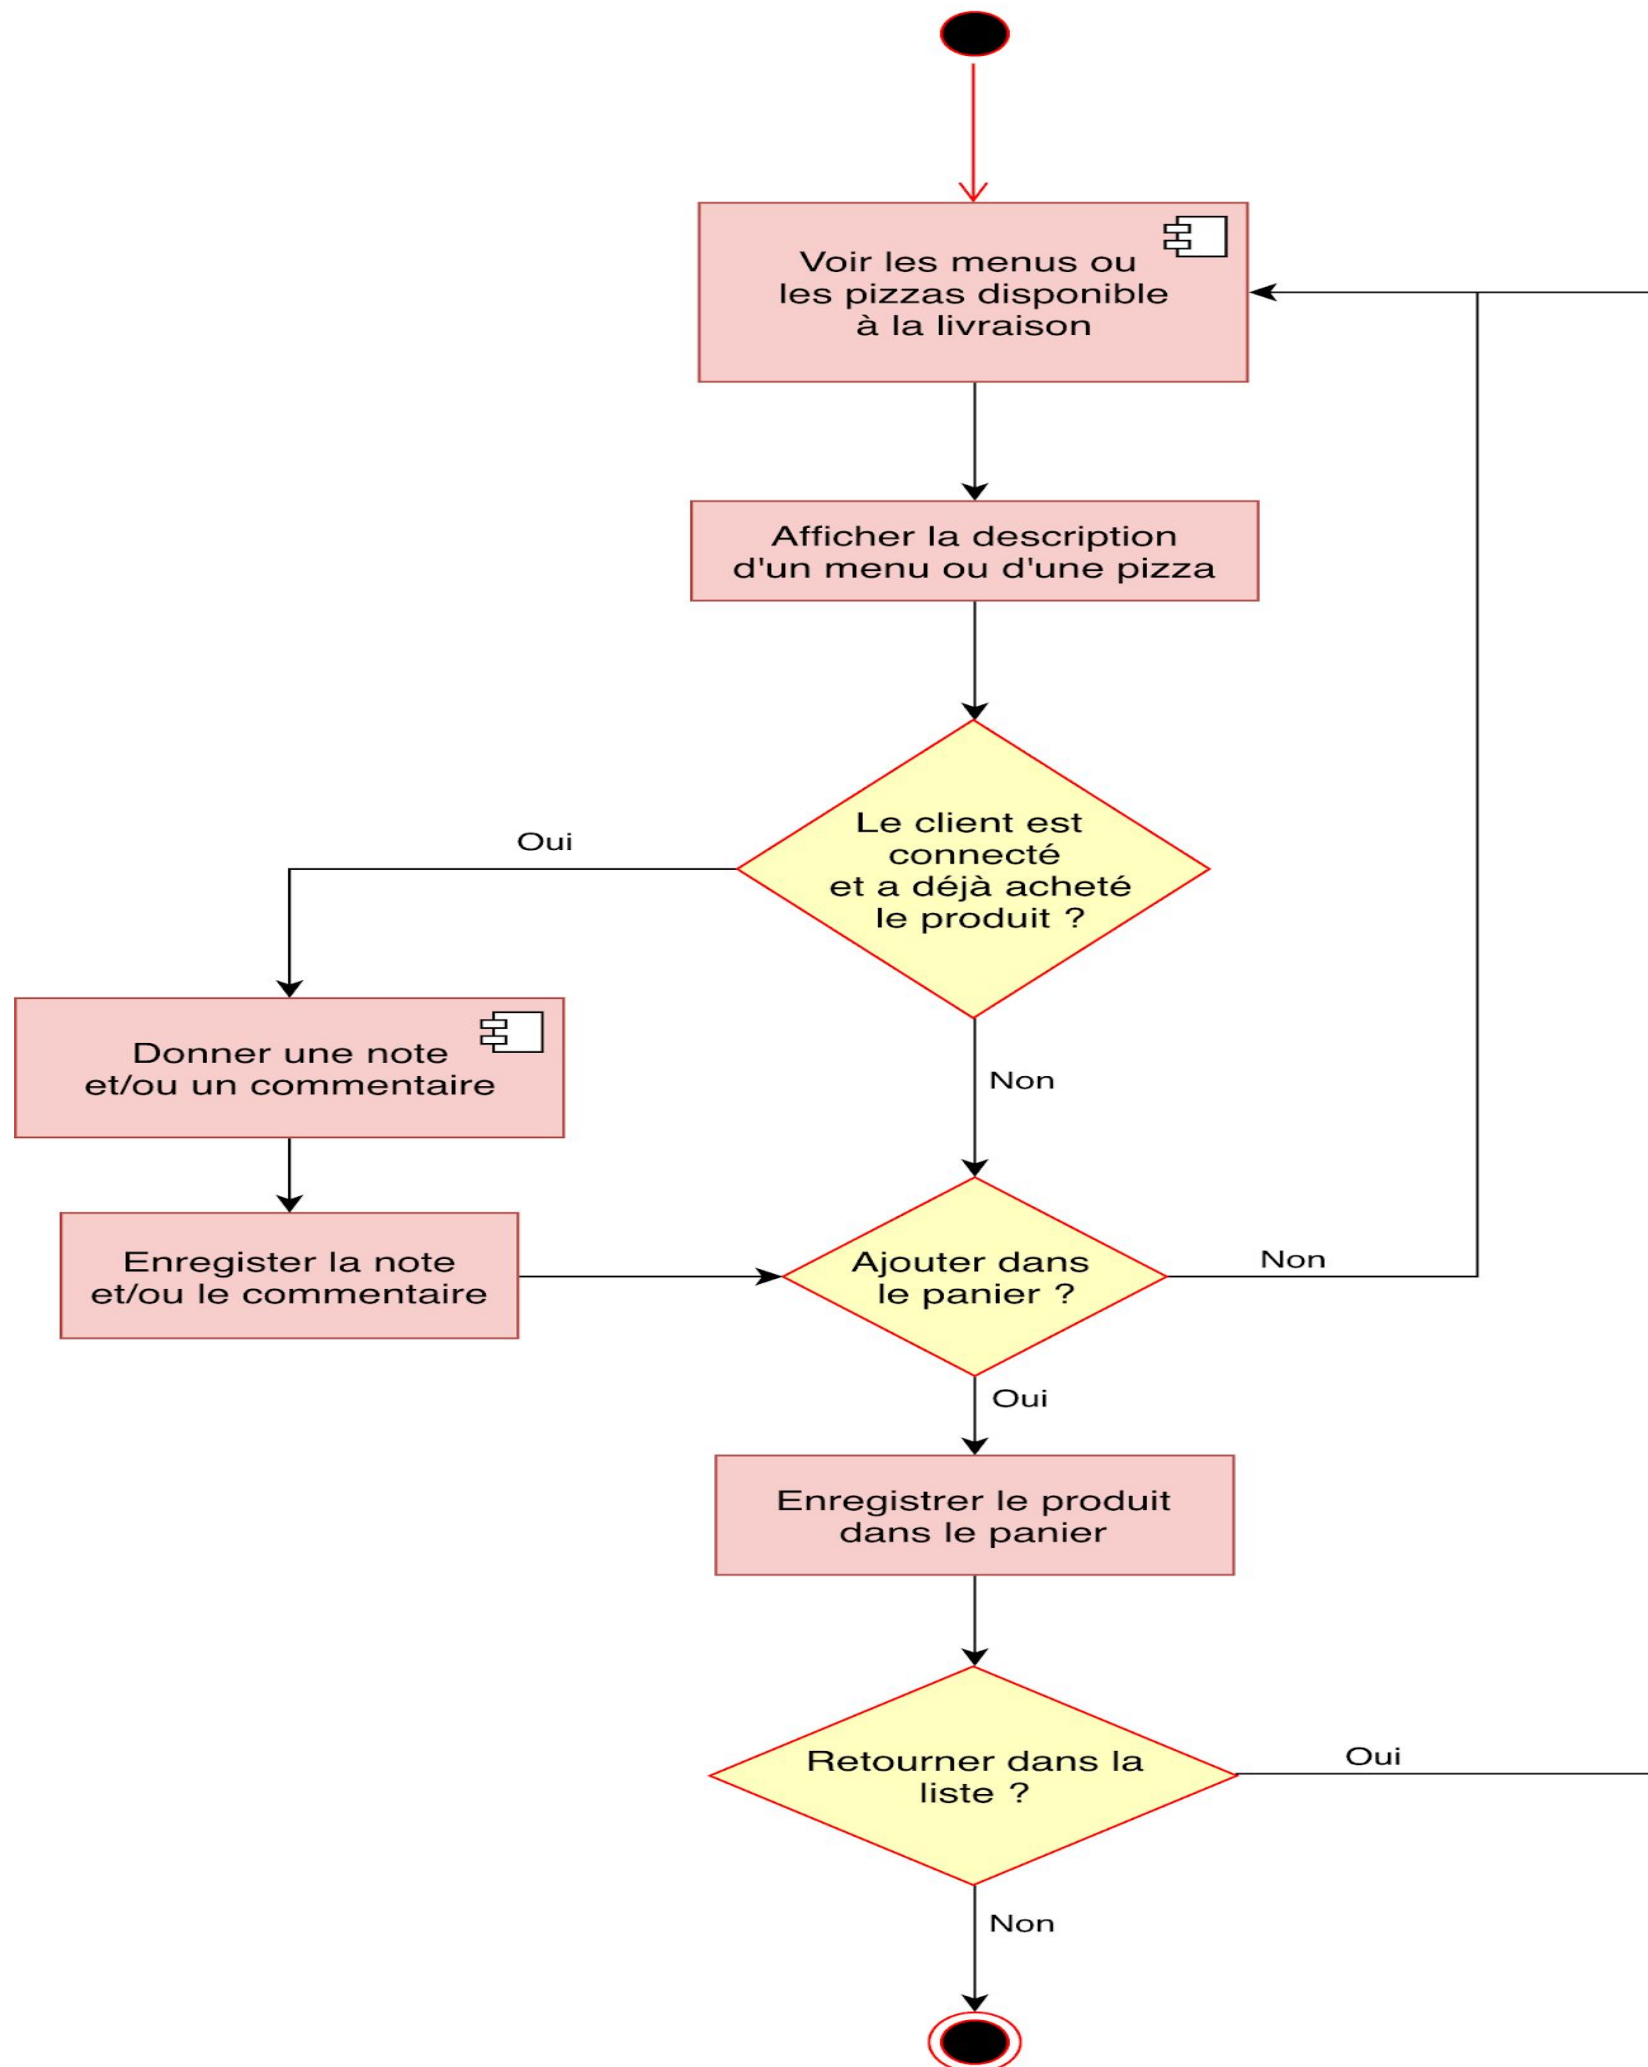 Voir les menus ou
les pizzas disponible
à la livraison
Afficher la description
d'un menu ou d'une pizza
Le client est
connecté
et a déjà acheté
le produit ?
Oui
Non
Donner une note
et/ou un commentaire
Enregister la note
et/ou le commentaire
Ajouter dans
le panier ?
Non
Oui
Enregistrer le produit
dans le panier
Retourner dans la
liste ?
Oui
Non